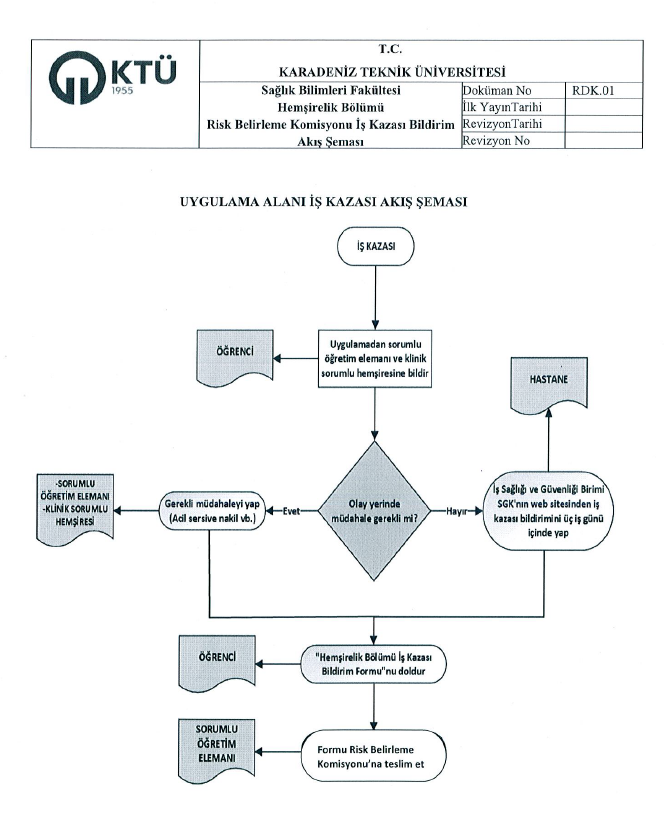 KTÜ
1955
T.C.
KARADENİZ TEKNİK ÜNİVERSİTESİ
Sağlık Bilimleri Fakültesi
Hemşirelik Bölümü
Risk Belirleme Komisyonu İş Kazası Bildirim
Akış Şeması
Doküman No
RDK.01
İlk YayınTarihi
RevizyonTarihi
Revizyon No
UYGULAMA ALANI İŞ KAZASI AKIŞ ŞEMASI
İŞ KAZASI
ÖĞRENCİ
Uygulamadan sorumlu
öğretim elemanı ve klinik
sorumlu hemşiresine bildir
HASTANE
-SORUMLU
ÖĞRETİM ELEMANI
-KLİNİK SORUMLU
HEMŞİRESİ
Gerekli müdahaleyi yap
(Acil sersive nakil vb.)
Evet
Olay yerinde
müdahale gerekli mi?
Hayır
İş Sağlığı ve Güvenliği Birimi
SGK'nın web sitesinden iş
kazası bildirimini üç iş günü
içinde yap
ÖĞRENCİ
"Hemşirelik Bölümü İş Kazası
Bildirim Formu"nu doldur
SORUMLU
ÖĞRETİM
ELEMANI
Formu Risk Belirleme
Komisyonu'na teslim et